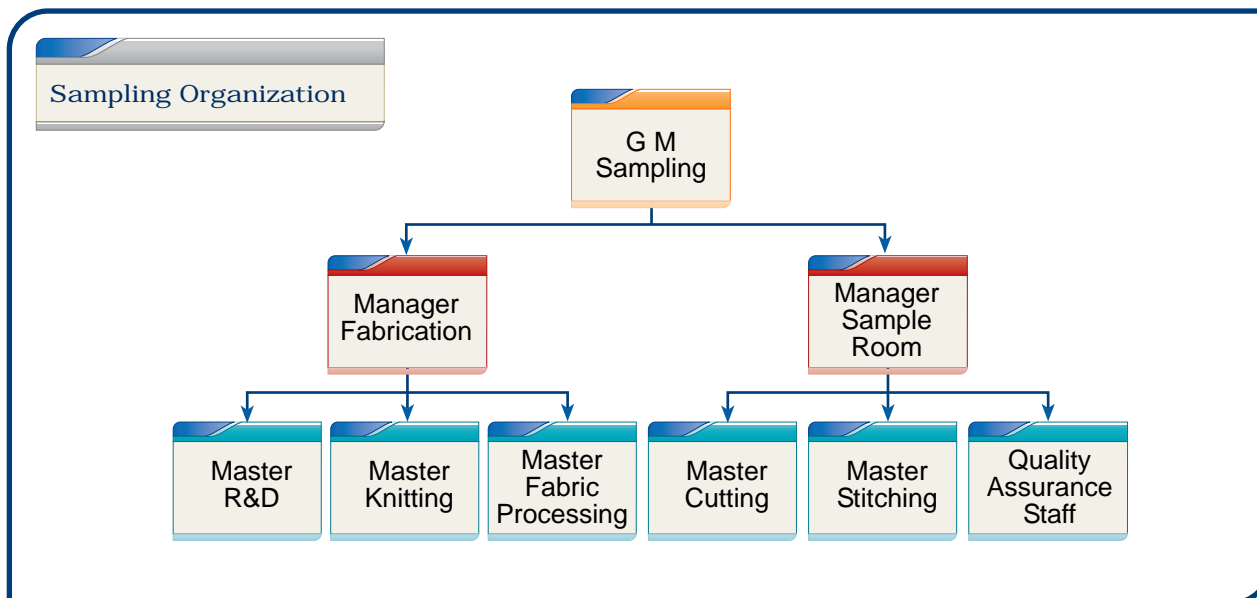 Sampling Organization
G M
Sampling
Manager
Fabrication
Manager
Sample
Room
Master
R&D
Master
Knitting
Master
Fabric
Processing
Master
Cutting
Master
Stitching
Quality
Assurance
Staff